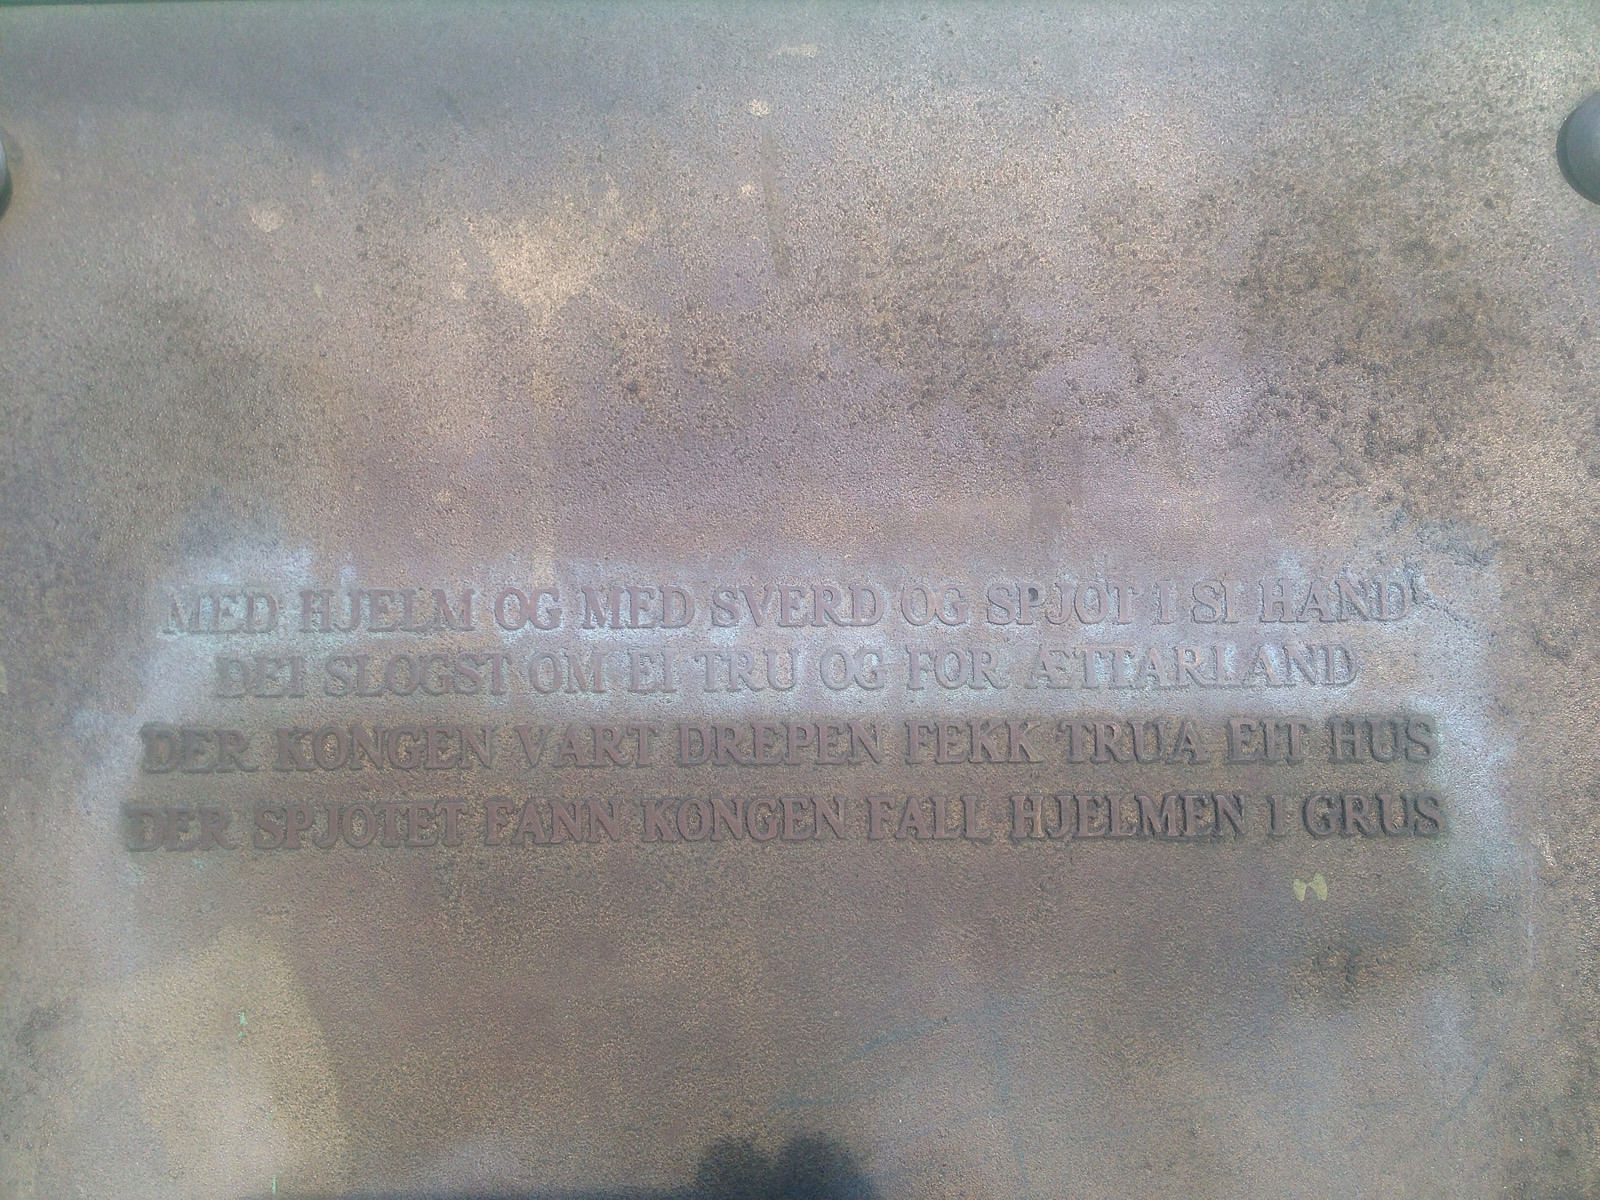 MED HJELM OG MED SVERD OG SPJOT I SI HAND
DEI SLOGST OM EI TRU OG FOR ÆTTARLAND
DER KONGEN VART DREPEN FEKK TRUA EIT HUS
DER SPJOTET FANN KONGEN FALL HJELMEN I GRUS